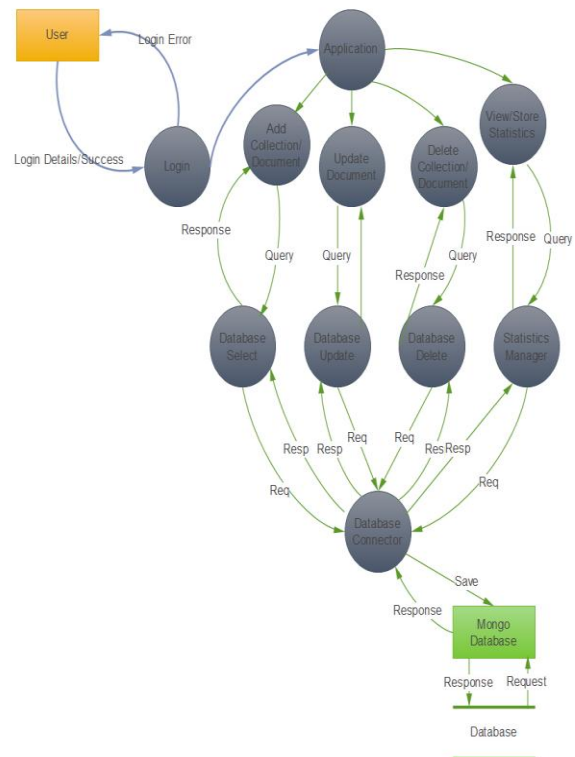 User
Login Error
Application
View/Store
Statistics
Add
Collection/
Document
Update
Document
Delete
Collection/
Document
Login Details/Success
Login
Response
Query
Query
Response
Query
Response
Query
Database
Select
Database
Update
Database
Delete
Statistics
Manager
Req
Resp
Resp
Req
Req
Res
Resp
Req
Database
Connector
Save
Response
Mongo
Database
Response
Request
Database